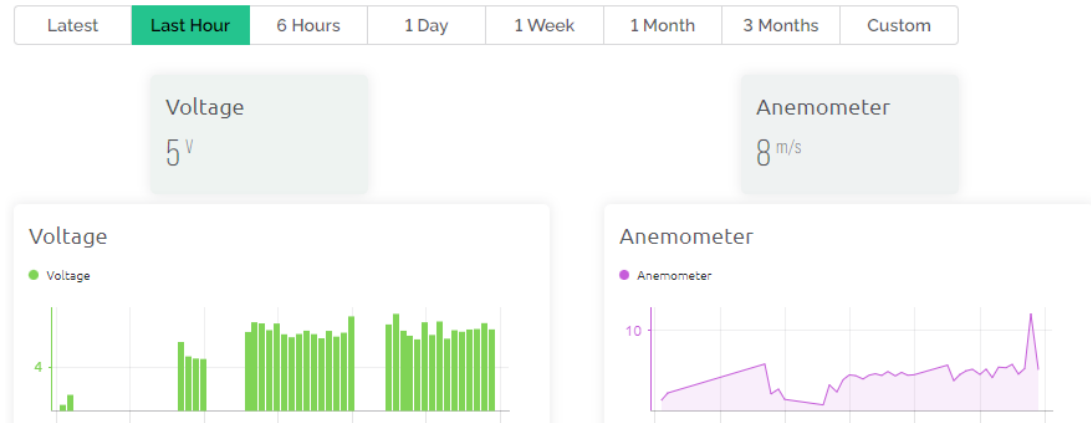 Latest Last Hour 6 Hours 1 Day 1 Week 1 Month 3 Months Custom
Voltage
5 V
Anemometer
8 m/s
Voltage
Voltage
4
Anemometer
Anemometer
10